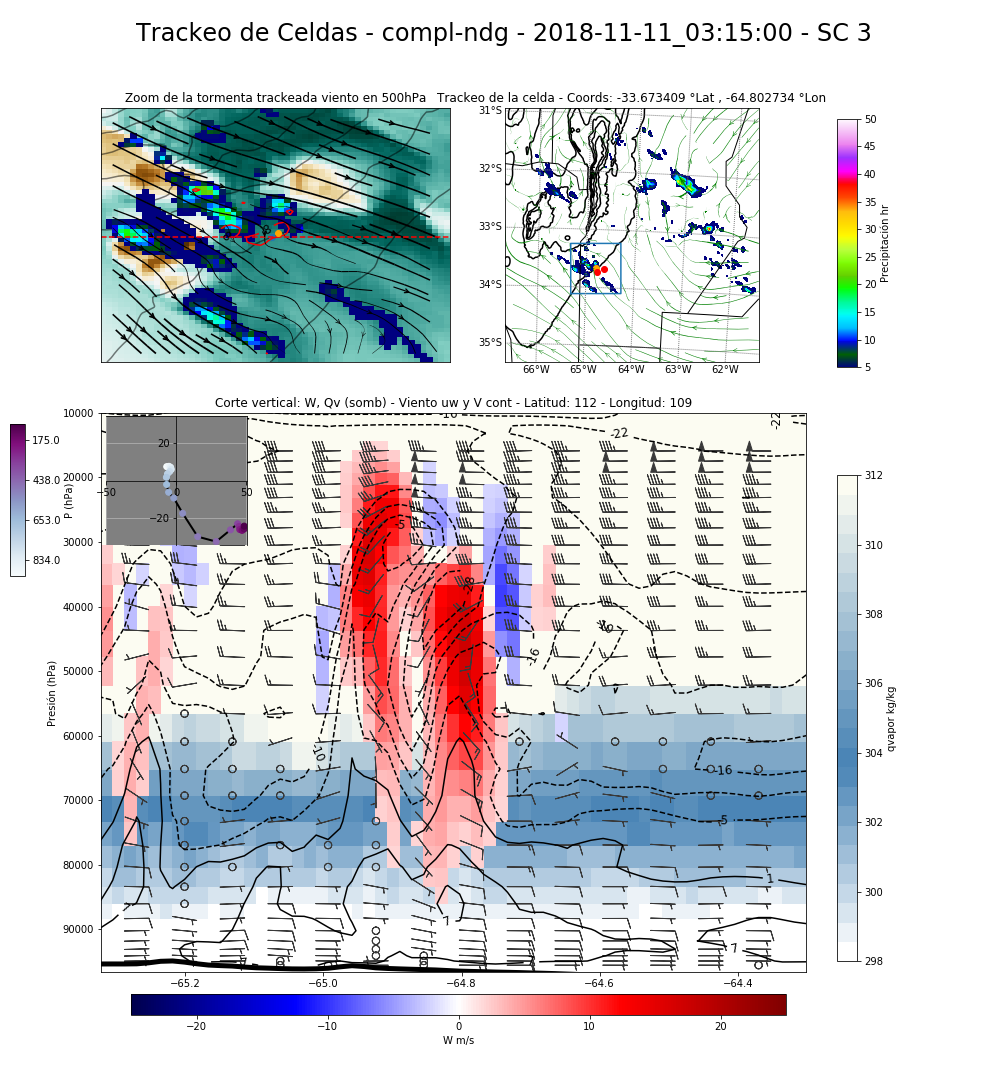 Trackeo de Celdas - compl-ndg - 2018-11-11_03:15:00 - SC 3
Zoom de la tormenta trackeada viento en 500hPa
Trackeo de la celda - Coords: -33.673409 °Lat , -64.802734 °Lon
31°S
32°S
33°S
34°S
35°S
66°W 65°W 64°W 63°W 62°W
50
45
40
35
30
25
20
15
10
5
Precipitación hr
Corte vertical: W, Qv (somb) - Viento uw y V cont - Latitud: 112 - Longitud: 109
175.0
438.0
653.0
834.0
P (hPa)
20
−50 0 50
−20
10000
20000
30000
40000
50000
60000
70000
80000
90000
Presión (hPa)
-22
-22
-5
-28
-16
-10
-10
-16
-5
1
7
7
−65.2 −65.0 −64.8 −64.6 −64.4
312
310
308
306
304
302
300
298
qvapor kg/kg
−20 −10 0 10 20
W m/s